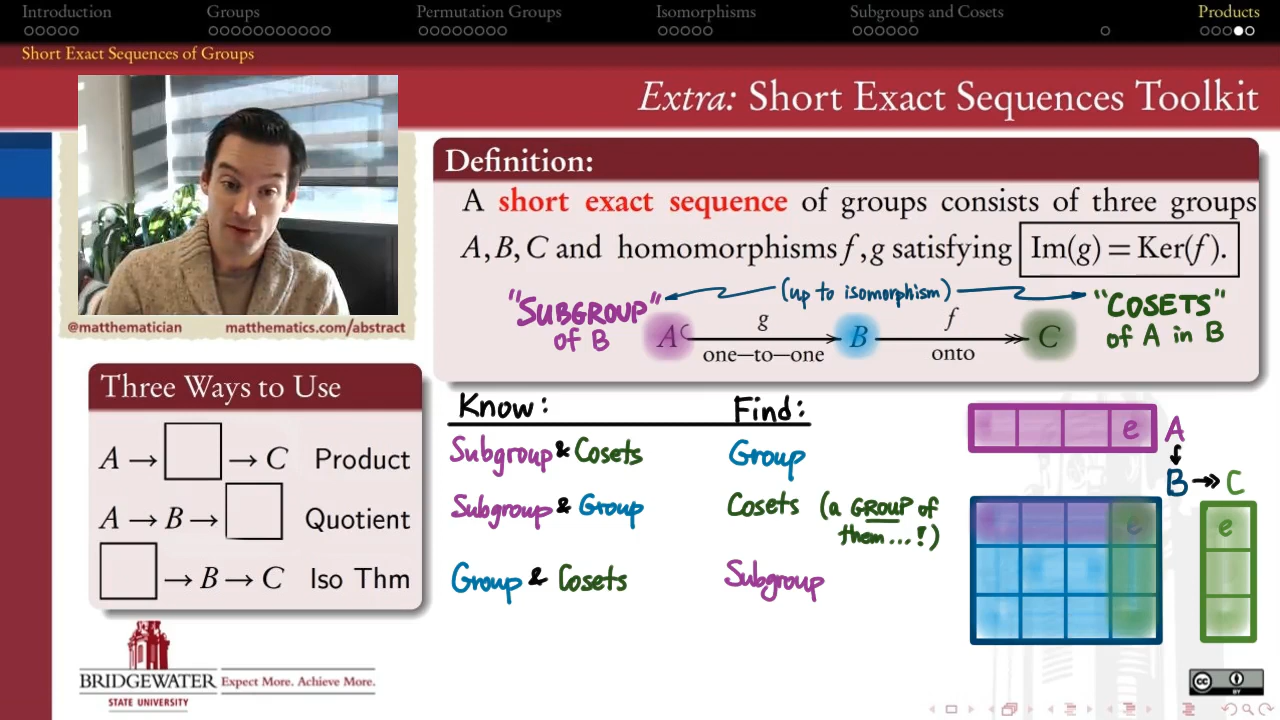 Introduction Groups Permutation Groups Isomorphisms Subgroups and Cosets Products
Short Exact Sequences of Groups
Extra: Short Exact Sequences Toolkit
@matthematician matthematics.com/abstract
Definition:
A short exact sequence of groups consists of three groups
A, B, C and homomorphisms f, g satisfying Im(g) = Ker(f).
(up to isomorphism)
"SUBGROUP"
of B
"COSETS"
of A in B
g f
A B C
one—to—one onto
Three Ways to Use
A → □ → C Product
A → B → □ Quotient
□ → B → C Iso Thm
Know: Find:
Subgroup & Cosets Group
Subgroup & Group Cosets (a GROUP of
them...!)
Group & Cosets Subgroup
e A
↓
B ↠ C
e e
BRIDGEWATER Expect More. Achieve More.
STATE UNIVERSITY
cc BY